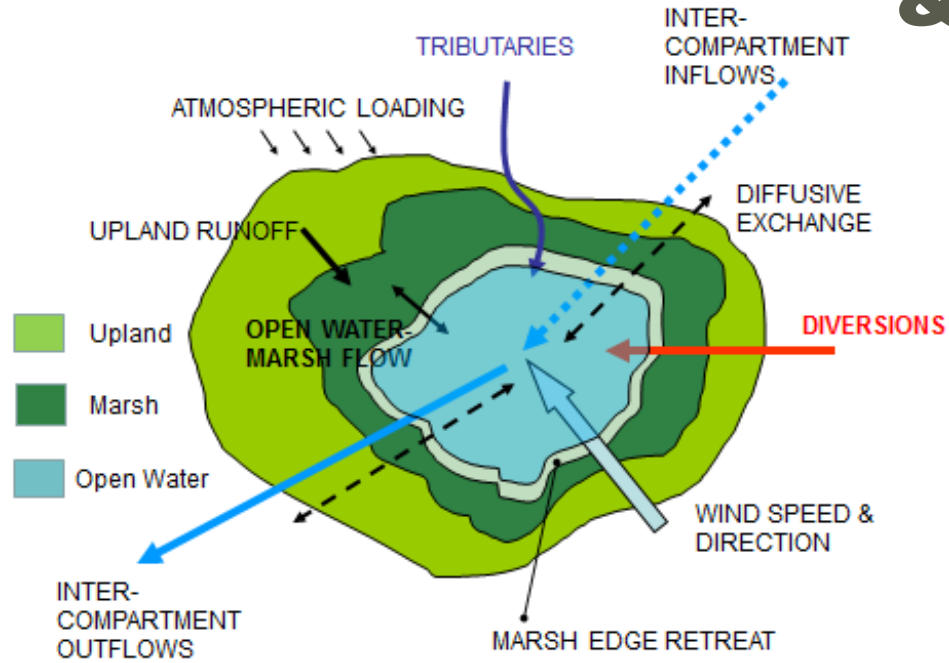 &
INTER-
COMPARTMENT
INFLOWS
TRIBUTARIES
ATMOSPHERIC LOADING
DIFFUSIVE
EXCHANGE
UPLAND RUNOFF
Upland
OPEN WATER-
MARSH FLOW
DIVERSIONS
Marsh
Open Water
WIND SPEED &
DIRECTION
INTER-
COMPARTMENT
OUTFLOWS
MARSH EDGE RETREAT